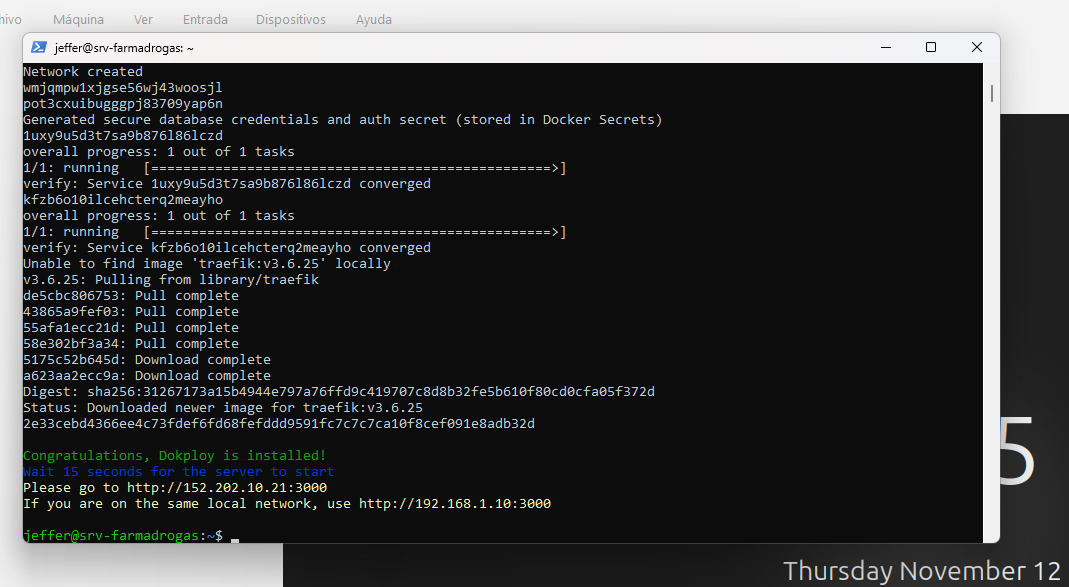 hivo Máquina Ver Entrada Dispositivos Ayuda
jeffer@srv-farmadrogas: ~
Network created
wmjqmpw1xjgse56wj43woosjl
pot3cxuibugggpj83709yap6n
Generated secure database credentials and auth secret (stored in Docker Secrets)
1uxy9u5d3t7sa9b876l86lczd
overall progress: 1 out of 1 tasks
1/1: running [==================================================>]
verify: Service 1uxy9u5d3t7sa9b876l86lczd converged
kfzb6o10ilcehcterq2meayho
overall progress: 1 out of 1 tasks
1/1: running [==================================================>]
verify: Service kfzb6o10ilcehcterq2meayho converged
Unable to find image 'traefik:v3.6.25' locally
v3.6.25: Pulling from library/traefik
de5cbc806753: Pull complete
43865a9fef03: Pull complete
55afa1ecc21d: Pull complete
58e302bf3a34: Pull complete
5175c52b645d: Download complete
a623aa2ecc9a: Download complete
Digest: sha256:31267173a15b4944e797a76ffd9c419707c8d8b32fe5b610f80cd0cfa05f372d
Status: Downloaded newer image for traefik:v3.6.25
2e33cebd4366ee4c73fdef6fd68fefddd9591fc7c7c7ca10f8cef091e8adb32d
Congratulations, Dokploy is installed!
Wait 15 seconds for the server to start
Please go to http://152.202.10.21:3000
If you are on the same local network, use http://192.168.1.10:3000
jeffer@srv-farmadrogas:~$
5
Thursday November 12